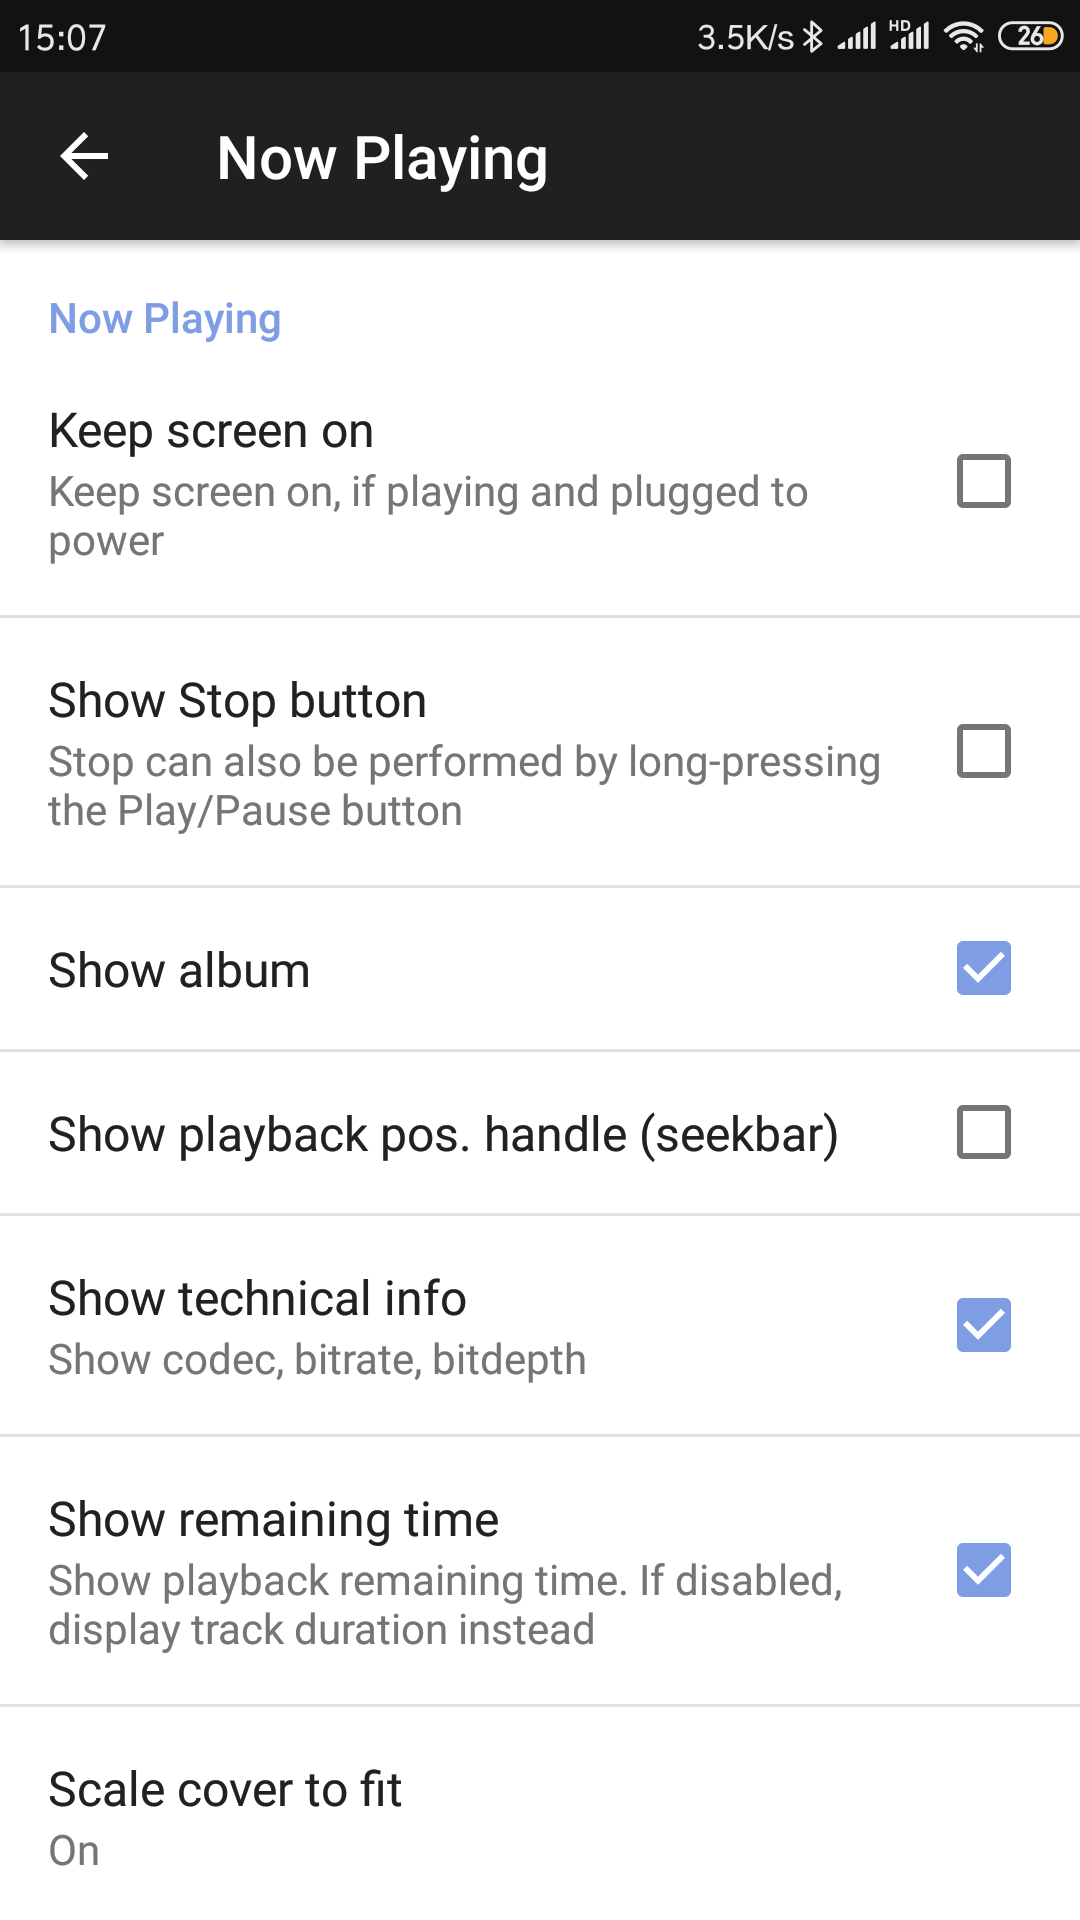 15:07 3.5K/s HD 26
Now Playing
Now Playing
Keep screen on
Keep screen on, if playing and plugged to
power
Show Stop button
Stop can also be performed by long-pressing
the Play/Pause button
Show album
Show playback pos. handle (seekbar)
Show technical info
Show codec, bitrate, bitdepth
Show remaining time
Show playback remaining time. If disabled,
display track duration instead
Scale cover to fit
On